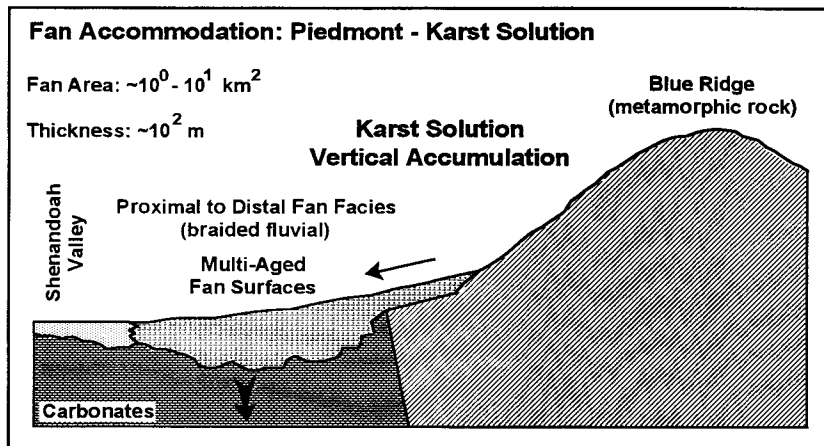 Fan Accommodation: Piedmont - Karst Solution
Fan Area: ~10⁰ - 10¹ km²
Thickness: ~10² m
Blue Ridge
(metamorphic rock)
Karst Solution
Vertical Accumulation
Shenandoah
Valley
Proximal to Distal Fan Facies
(braided fluvial)
Multi-Aged
Fan Surfaces
Carbonates